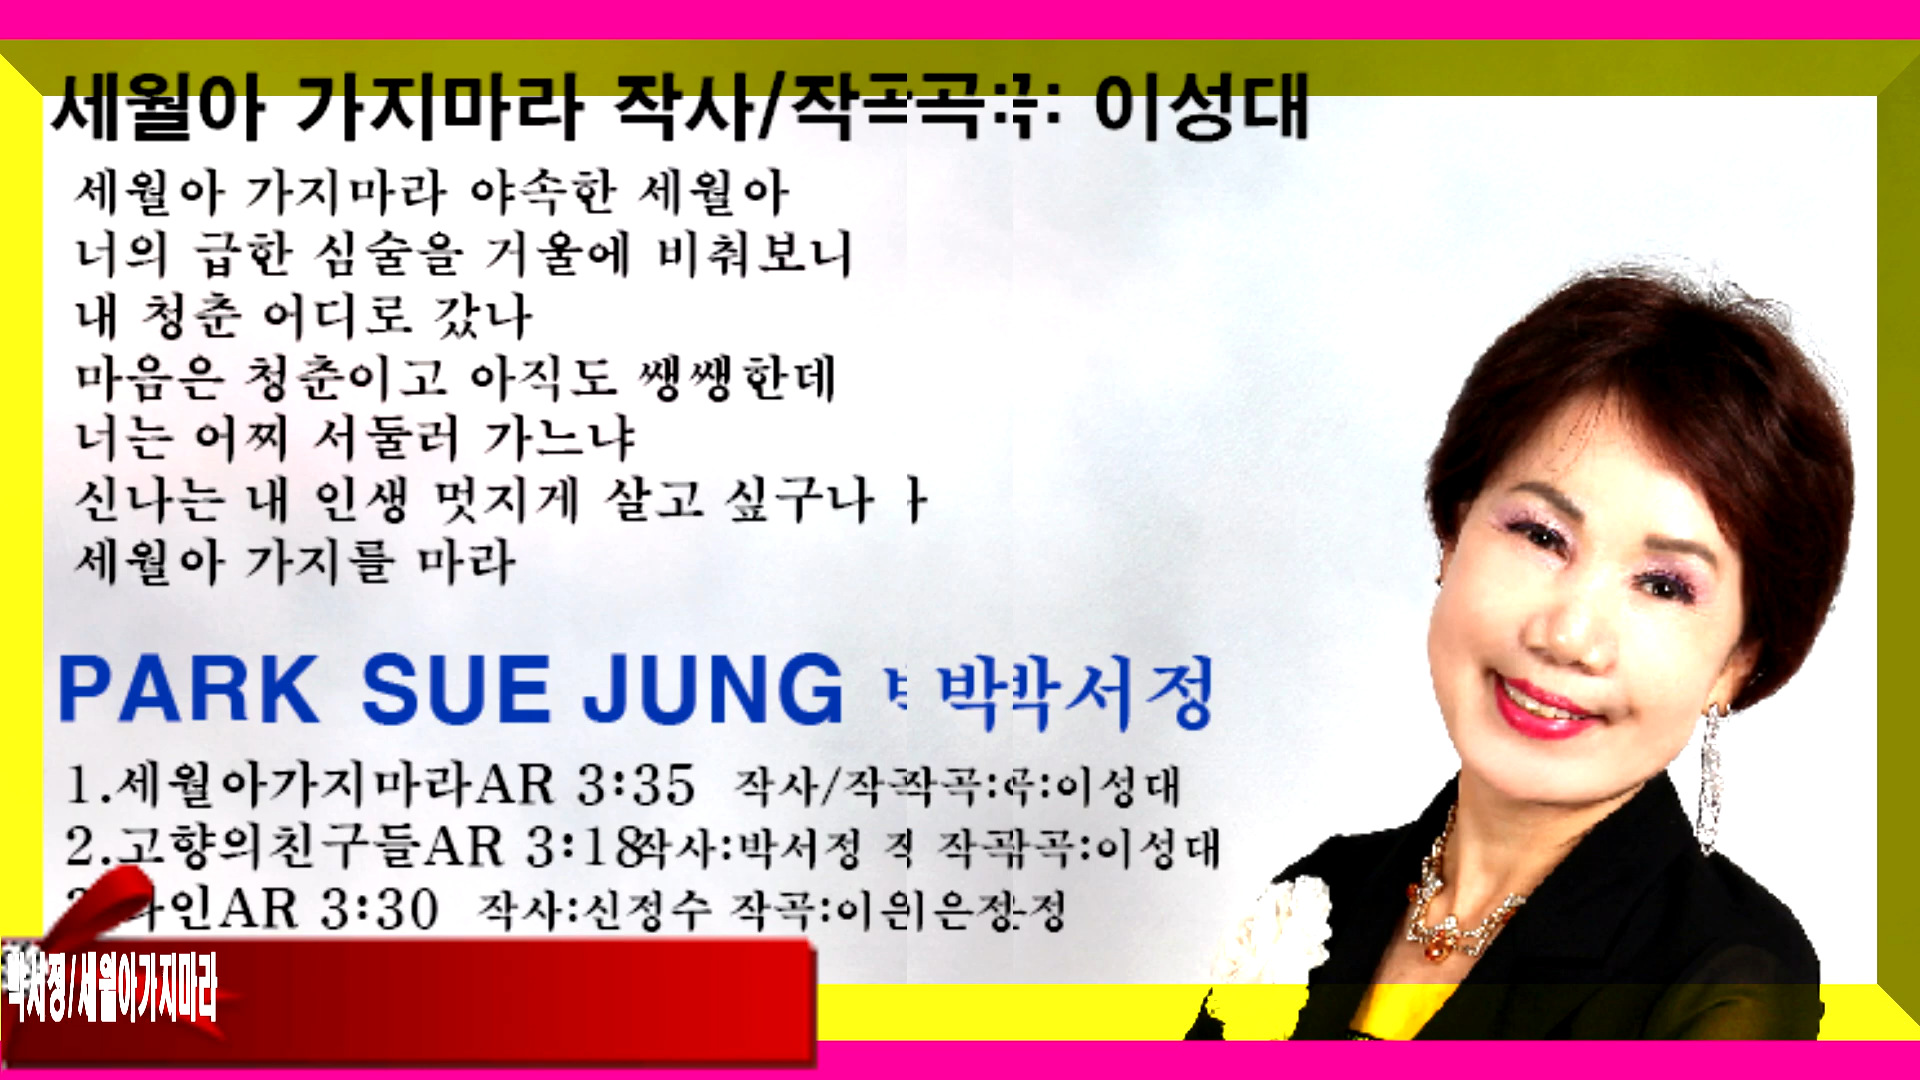 세월아 가지마라 작사/작곡: 이성대
세월아 가지마라 야속한 세월아
너의 급한 심술을 거울에 비춰보니
내 청춘 어디로 갔나
마음은 청춘이고 아직도 쌩쌩한데
너는 어찌 서둘러 가느냐
신나는 내 인생 멋지게 살고 싶구나
세월아 가지를 마라
PARK SUE JUNG 박서정
1.세월아가지마라AR 3:35 작사/작곡:이성대
2.고향의친구들AR 3:18 작사:박서정 작곡:이성대
AR 3:30 작사:신정수 작곡:이은정
박서정/세월아가지마라